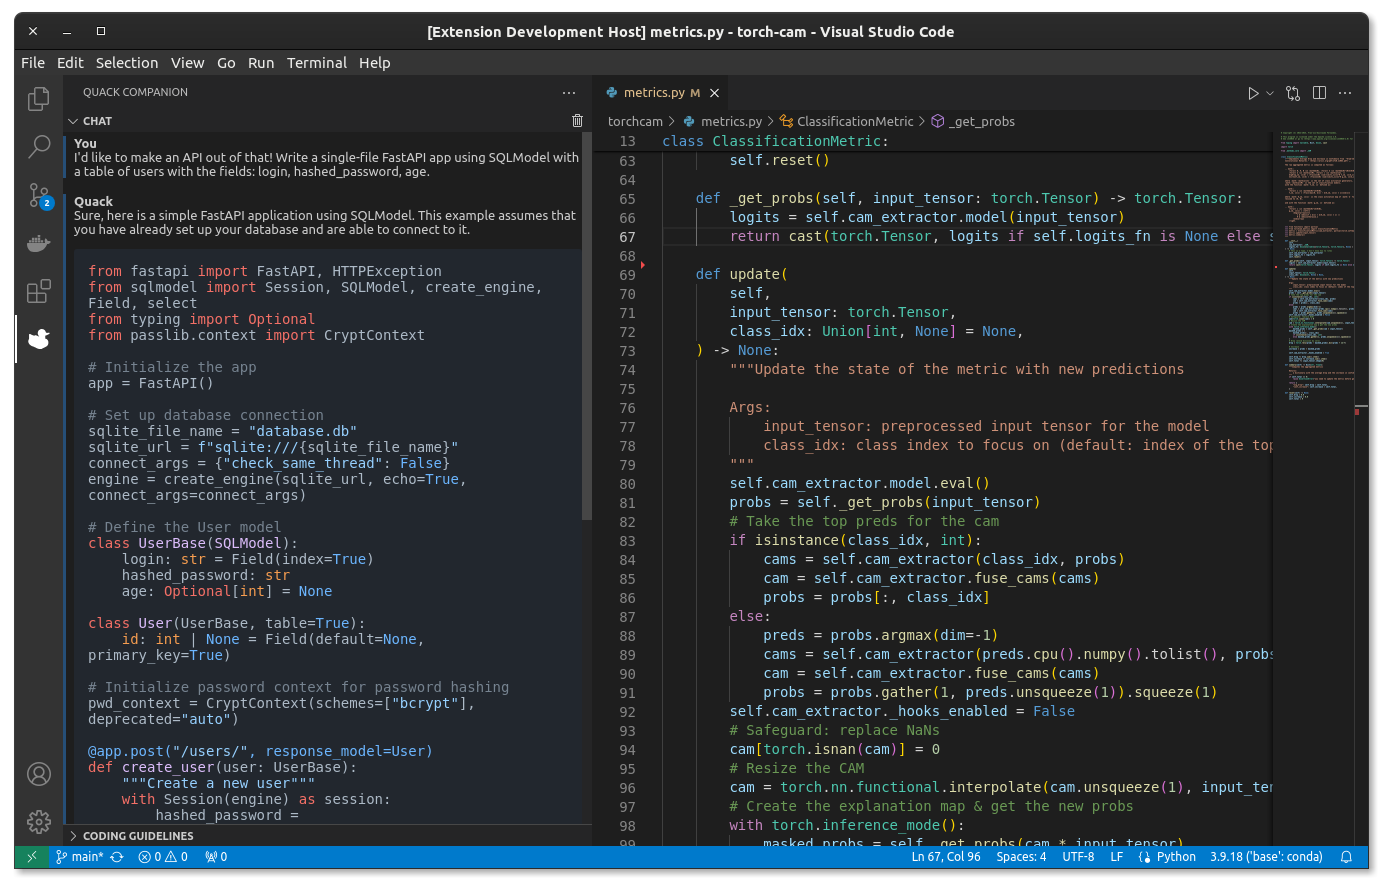 [Extension Development Host] metrics.py - torch-cam - Visual Studio Code
File Edit Selection View Go Run Terminal Help
QUACK COMPANION
CHAT
You
I'd like to make an API out of that! Write a single-file FastAPI app using SQLModel with
a table of users with the fields: login, hashed_password, age.
Quack
Sure, here is a simple FastAPI application using SQLModel. This example assumes that
you have already set up your database and are able to connect to it.
from fastapi import FastAPI, HTTPException
from sqlmodel import Session, SQLModel, create_engine,
Field, select
from typing import Optional
from passlib.context import CryptContext
# Initialize the app
app = FastAPI()
# Set up database connection
sqlite_file_name = "database.db"
sqlite_url = f"sqlite:///{sqlite_file_name}"
connect_args = {"check_same_thread": False}
engine = create_engine(sqlite_url, echo=True,
connect_args=connect_args)
# Define the User model
class UserBase(SQLModel):
    login: str = Field(index=True)
    hashed_password: str
    age: Optional[int] = None
class User(UserBase, table=True):
    id: int | None = Field(default=None,
primary_key=True)
# Initialize password context for password hashing
pwd_context = CryptContext(schemes=["bcrypt"],
deprecated="auto")
@app.post("/users/", response_model=User)
def create_user(user: UserBase):
    """Create a new user"""
    with Session(engine) as session:
        hashed_password =
CODING GUIDELINES
2
metrics.py M
torchcam > metrics.py > ClassificationMetric > _get_probs
13 class ClassificationMetric:
63         self.reset()
64
65     def _get_probs(self, input_tensor: torch.Tensor) -> torch.Tensor:
66         logits = self.cam_extractor.model(input_tensor)
67         return cast(torch.Tensor, logits if self.logits_fn is None else s
68
69     def update(
70         self,
71         input_tensor: torch.Tensor,
72         class_idx: Union[int, None] = None,
73     ) -> None:
74         """Update the state of the metric with new predictions
75
76         Args:
77             input_tensor: preprocessed input tensor for the model
78             class_idx: class index to focus on (default: index of the top
79         """
80         self.cam_extractor.model.eval()
81         probs = self._get_probs(input_tensor)
82         # Take the top preds for the cam
83         if isinstance(class_idx, int):
84             cams = self.cam_extractor(class_idx, probs)
85             cam = self.cam_extractor.fuse_cams(cams)
86             probs = probs[:, class_idx]
87         else:
88             preds = probs.argmax(dim=-1)
89             cams = self.cam_extractor(preds.cpu().numpy().tolist(), probs
90             cam = self.cam_extractor.fuse_cams(cams)
91             probs = probs.gather(1, preds.unsqueeze(1)).squeeze(1)
92         self.cam_extractor._hooks_enabled = False
93         # Safeguard: replace NaNs
94         cam[torch.isnan(cam)] = 0
95         # Resize the CAM
96         cam = torch.nn.functional.interpolate(cam.unsqueeze(1), input_ten
97         # Create the explanation map & get the new probs
98         with torch.inference_mode():
99             masked_probs = self._get_probs(cam * input_tensor)
main* 0 0 0 Ln 67, Col 96 Spaces: 4 UTF-8 LF Python 3.9.18 ('base': conda)